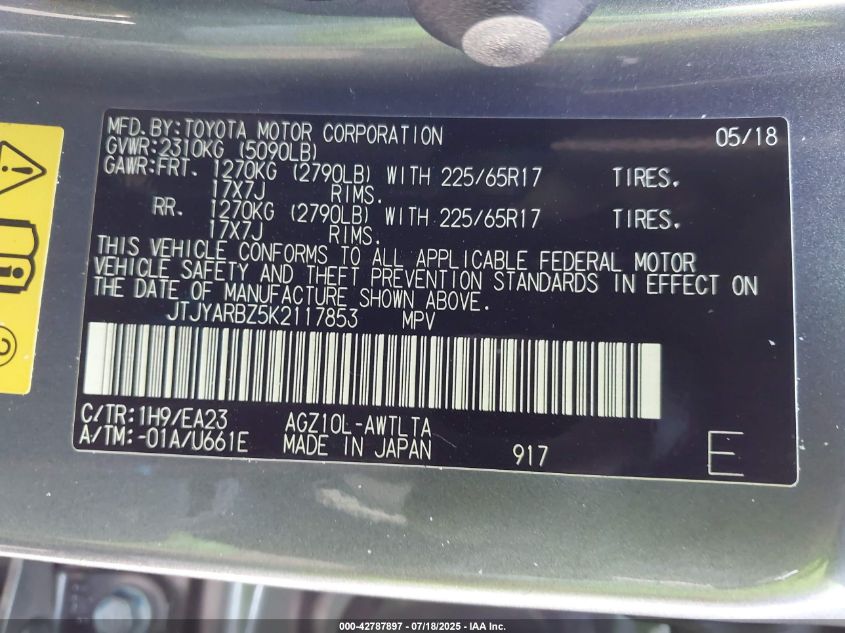 MFD. BY: TOYOTA MOTOR CORPORATION 05/18
GVWR: 2310KG (5090LB)
GAWR: FRT. 1270KG (2790LB) WITH 225/65R17 TIRES.
17X7J RIMS.
RR. 1270KG (2790LB) WITH 225/65R17 TIRES.
17X7J RIMS.
THIS VEHICLE CONFORMS TO ALL APPLICABLE FEDERAL MOTOR
VEHICLE SAFETY AND THEFT PREVENTION STANDARDS IN EFFECT ON
THE DATE OF MANUFACTURE SHOWN ABOVE.
JTJYARBZ5K2117853 MPV
C/TR: 1H9/EA23 AGZ10L-AWTLTA
A/TM: -01A/U661E MADE IN JAPAN 917 E
2
000-42787897 - 07/18/2025 - IAA Inc.